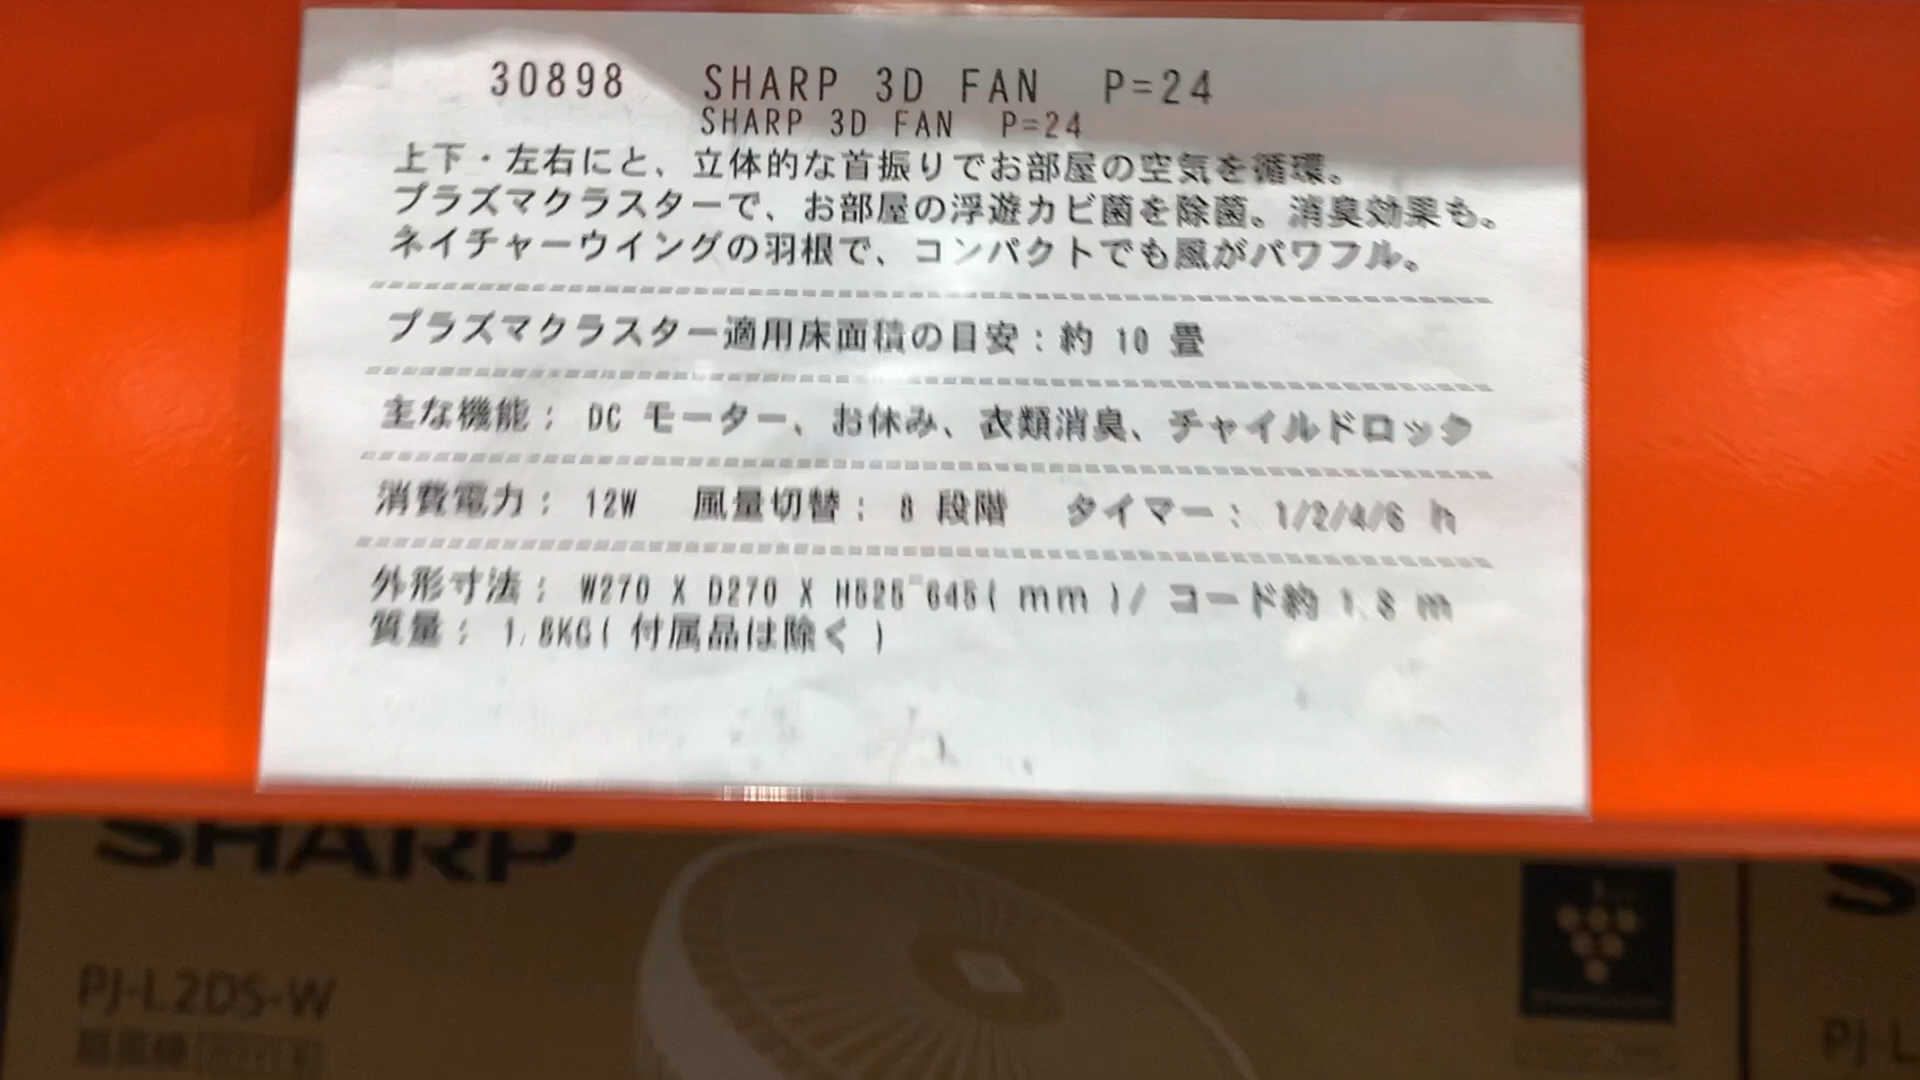 30898 SHARP 3D FAN P=24
SHARP 3D FAN P=24
上下・左右にと、立体的な首振りでお部屋の空気を循環。
プラズマクラスターで、お部屋の浮遊カビ菌を除菌。消臭効果も。
ネイチャーウイングの羽根で、コンパクトでも風がパワフル。
プラズマクラスター適用床面積の目安:約 10 畳
主な機能: DC モーター、お休み、衣類消臭、チャイルドロック
消費電力: 12W 風量切替: 8 段階 タイマー: 1/2/4/6 h
外形寸法: W270 X D270 X H525~645( mm )/ コード約 1.8 m
質量: 1.8KG( 付属品は除く )
SHARP
PJ-L2DS-W
扇風機
PJ-L